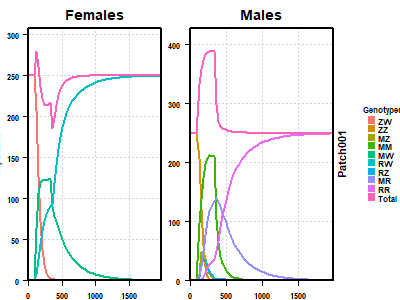 Females
Males
300
250
200
150
100
50
0
0
500
1000
1500
400
300
200
100
0
0
500
1000
1500
Patch001
Genotypes
ZW
ZZ
MZ
MM
MW
RW
RZ
MR
RR
Total